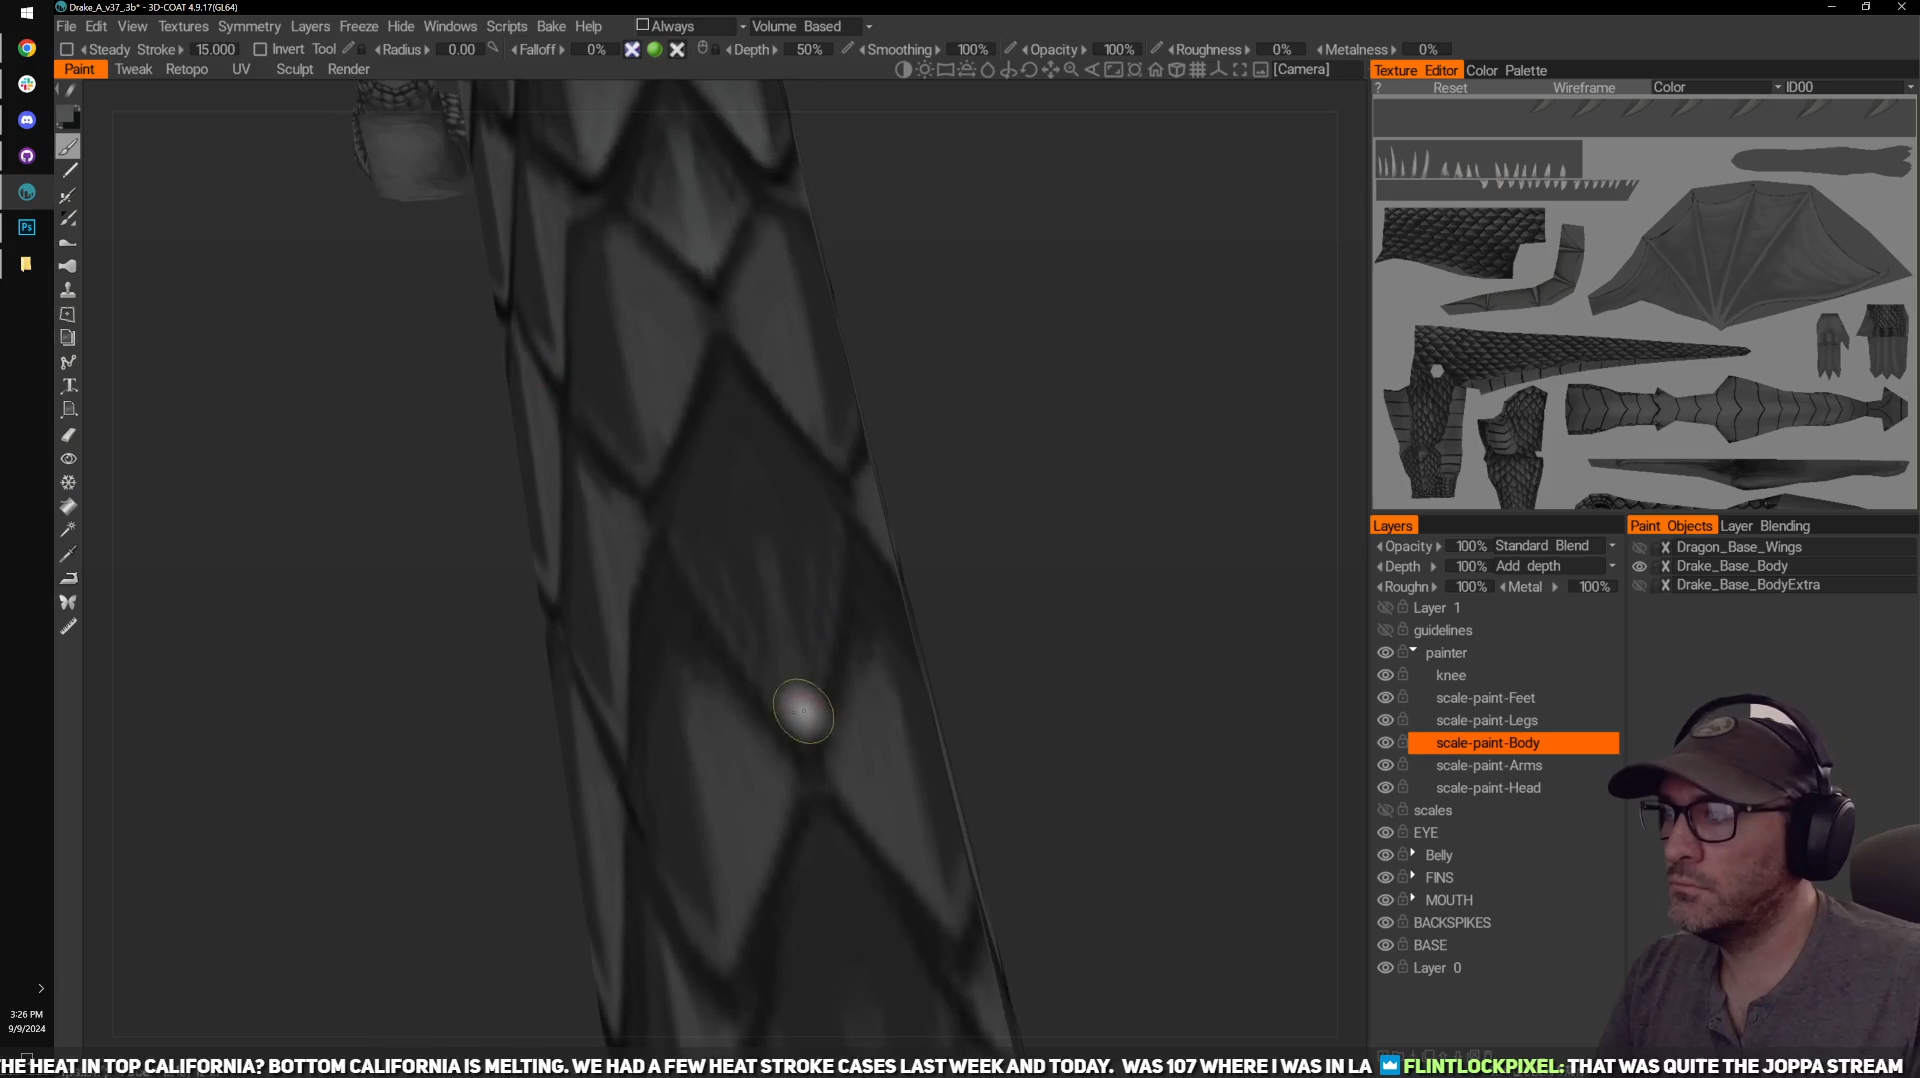 Drake_A_v37_.3b* - 3D-COAT 4.9.17(GL64)
File Edit View Textures Symmetry Layers Freeze Hide Windows Scripts Bake Help Always Volume Based
Steady Stroke 15.000 Invert Tool Radius 0.00 Falloff 0% Depth 50% Smoothing 100% Opacity 100% Roughness 0% Metalness 0%
Paint Tweak Retopo UV Sculpt Render [Camera]
Texture Editor Color Palette
? Reset Wireframe Color ID00
Layers
Opacity 100% Standard Blend
Depth 100% Add depth
Roughn 100% Metal 100%
Layer 1
guidelines
painter
knee
scale-paint-Feet
scale-paint-Legs
scale-paint-Body
scale-paint-Arms
scale-paint-Head
scales
EYE
Belly
FINS
MOUTH
BACKSPIKES
BASE
Layer 0
Paint Objects Layer Blending
Dragon_Base_Wings
Drake_Base_Body
Drake_Base_BodyExtra
Ps
3:26 PM
9/9/2024
THE HEAT IN TOP CALIFORNIA? BOTTOM CALIFORNIA IS MELTING. WE HAD A FEW HEAT STROKE CASES LAST WEEK AND TODAY. WAS 107 WHERE I WAS IN LA FLINTLOCKPIXEL: THAT WAS QUITE THE JOPPA STREAM